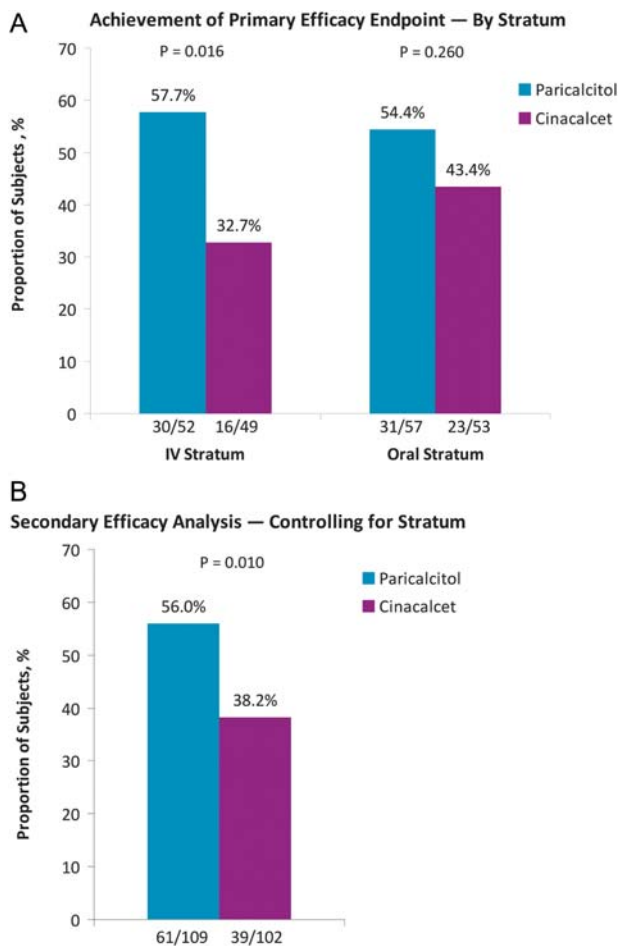 A
Achievement of Primary Efficacy Endpoint — By Stratum
P = 0.016
P = 0.260
Paricalcitol
Cinacalcet
Proportion of Subjects , %
70
60
50
40
30
20
10
0
57.7%
32.7%
54.4%
43.4%
30/52 16/49
31/57 23/53
IV Stratum
Oral Stratum
B
Secondary Efficacy Analysis — Controlling for Stratum
P = 0.010
Paricalcitol
Cinacalcet
Proportion of Subjects, %
70
60
50
40
30
20
10
0
56.0%
38.2%
61/109 39/102